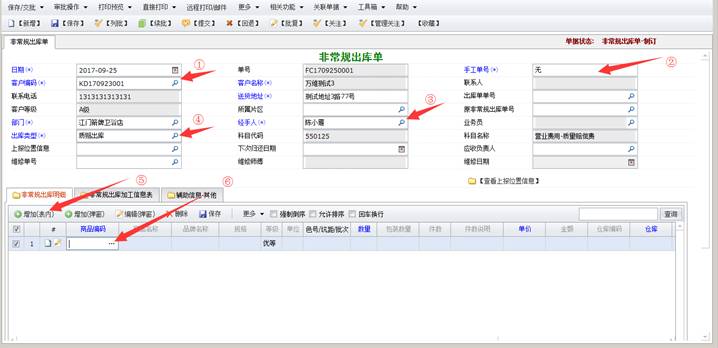 保存/交批 审批操作 打印预览 直接打印 远程打印/邮件 更多 相关功能 关联单据 工具箱 帮助
【新增】 【保存】 【列批】 【续批】 【提交】 【回退】 【批复】 【关注】 【管理关注】 【收藏】
非常规出库单 单据状态: 非常规出库单-制订
非常规出库单
日期(*) 2017-09-25 单号 FC1709250001 手工单号(*) 无 ②
客户编码(*) KD170923001 ① 客户名称(*) 万维测试3 联系人
联系电话 1313131313131 送货地址(*) 测试地址3路77号 出库单单号
客户等级 A级 所属片区 原非常规出库单号
部门(*) 江门箭牌卫浴店 经手人(*) 陈小霞 ③ 业务员
出库类型(*) 质赔出库 ④ 科目代码 550125 科目名称 营业费用-质量赔偿费
上报位置信息 下次归还日期 应收负责人
维修单号 维修师傅 维修日期
【查看上报位置信息】
⑤ ⑥
非常规出库明细 非常规出库加工信息表 辅助信息-其他
增加(表内) 增加(弹窗) 编辑(弹窗) 删除 保存 更多 强制倒序 允许排序 回车换行 查询
# 商品编码 名称 品牌名称 规格 等级 单位 色号/坑距/批次 数量 包装数量 件数 件数说明 单价 金额 仓库编码 仓库
1 ... 优等